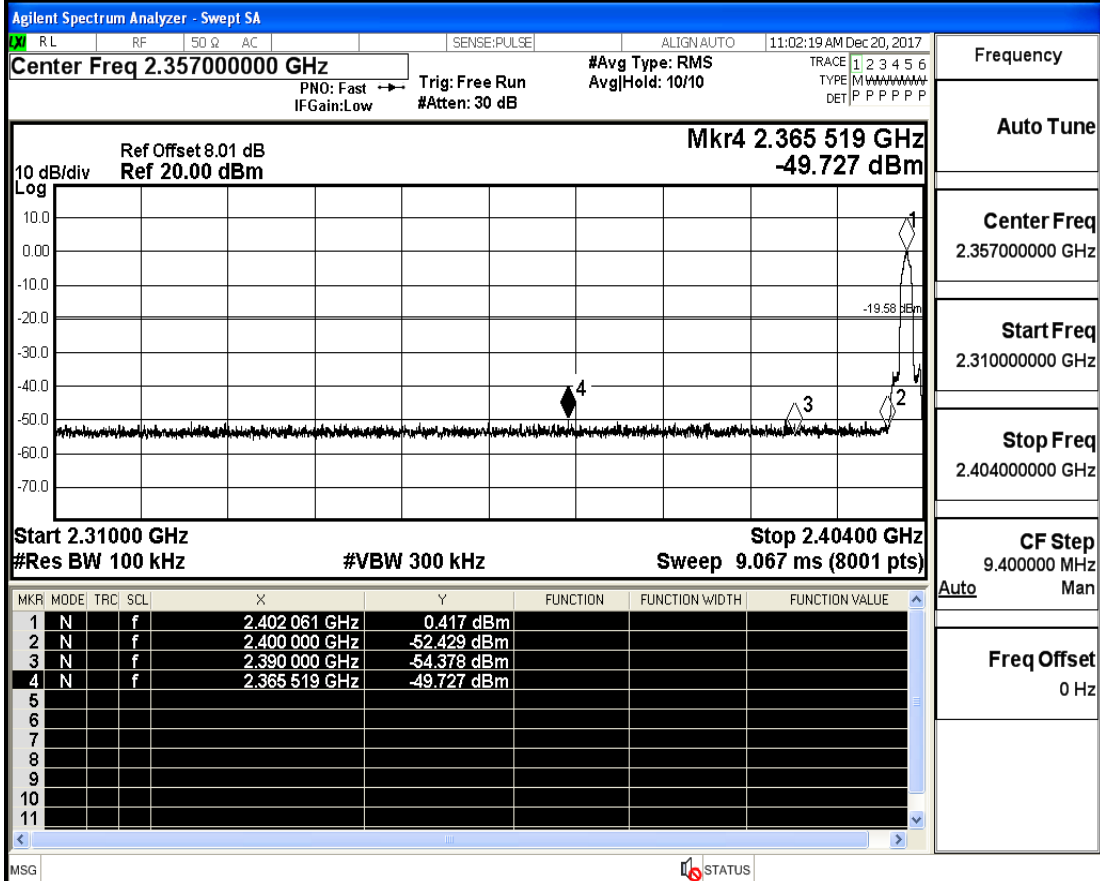 Agilent Spectrum Analyzer - Swept SA
LXI RL RF 50 Ω AC SENSE:PULSE ALIGN AUTO 11:02:19 AM Dec 20, 2017
Center Freq 2.357000000 GHz
PNO: Fast
IFGain:Low
Trig: Free Run
#Atten: 30 dB
#Avg Type: RMS
Avg|Hold: 10/10
TRACE 1 2 3 4 5 6
TYPE M WWWWW
DET P P P P P P
Mkr4 2.365 519 GHz
-49.727 dBm
Ref Offset 8.01 dB
10 dB/div Ref 20.00 dBm
Log
10.0
0.00
-10.0
-20.0
-30.0
-40.0
-50.0
-60.0
-70.0
1
-19.58 dBm
4
3
2
Start 2.31000 GHz Stop 2.40400 GHz
#Res BW 100 kHz #VBW 300 kHz Sweep 9.067 ms (8001 pts)
MKR MODE TRC SCL X Y FUNCTION FUNCTION WIDTH FUNCTION VALUE
1 N f 2.402 061 GHz 0.417 dBm
2 N f 2.400 000 GHz -52.429 dBm
3 N f 2.390 000 GHz -54.378 dBm
4 N f 2.365 519 GHz -49.727 dBm
5
6
7
8
9
10
11
MSG STATUS
Frequency
Auto Tune
Center Freq
2.357000000 GHz
Start Freq
2.310000000 GHz
Stop Freq
2.404000000 GHz
CF Step
9.400000 MHz
Auto Man
Freq Offset
0 Hz